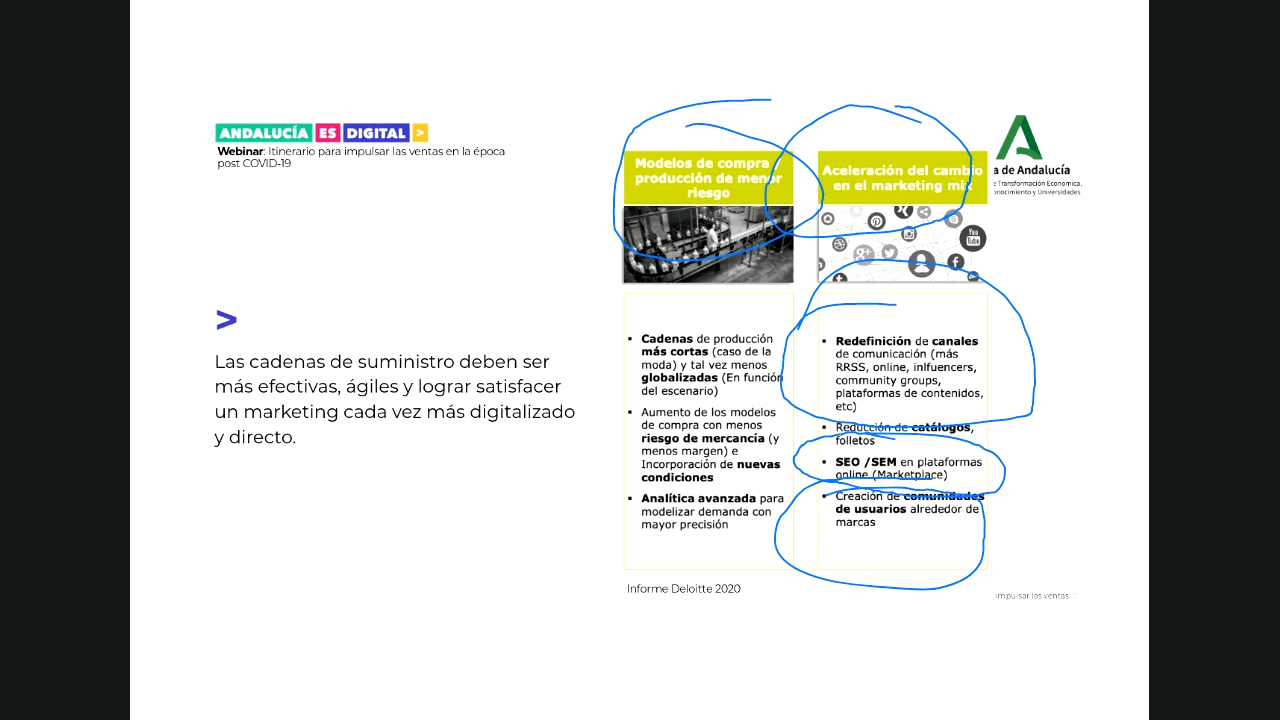 ANDALUCÍA ES DIGITAL >
Webinar: Itinerario para impulsar las ventas en la época
post COVID-19
>
Las cadenas de suministro deben ser
más efectivas, ágiles y lograr satisfacer
un marketing cada vez más digitalizado
y directo.
Modelos de compra /
producción de menor
riesgo
▪ Cadenas de producción
más cortas (caso de la
moda) y tal vez menos
globalizadas (En función
del escenario)
▪ Aumento de los modelos
de compra con menos
riesgo de mercancía (y
menos margen) e
Incorporación de nuevas
condiciones
▪ Analítica avanzada para
modelizar demanda con
mayor precisión
Informe Deloitte 2020
Aceleración del cambio
en el marketing mix
You
Tube
▪ Redefinición de canales
de comunicación (más
RRSS, online, inlfuencers,
community groups,
plataformas de contenidos,
etc)
▪ Reducción de catálogos,
folletos
▪ SEO /SEM en plataformas
online (Marketplace)
▪ Creación de comunidades
de usuarios alrededor de
marcas
a de Andalucía
de Transformación Económica,
onocimiento y Universidades
impulsar las ventas